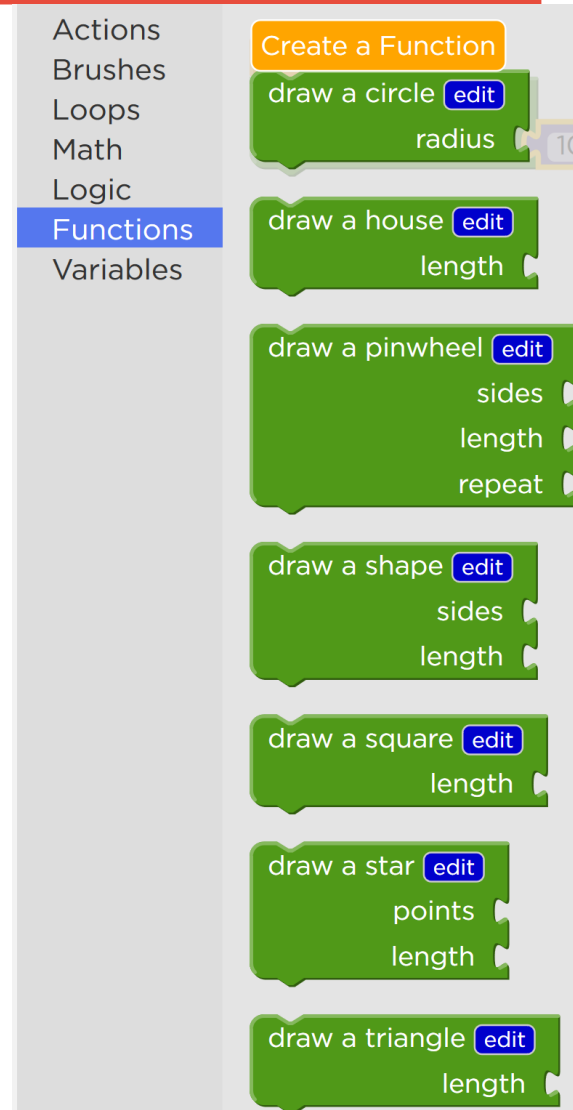 Actions
Brushes
Loops
Math
Logic
Functions
Variables
Create a Function
draw a circle edit
radius 10
draw a house edit
length
draw a pinwheel edit
sides
length
repeat
draw a shape edit
sides
length
draw a square edit
length
draw a star edit
points
length
draw a triangle edit
length